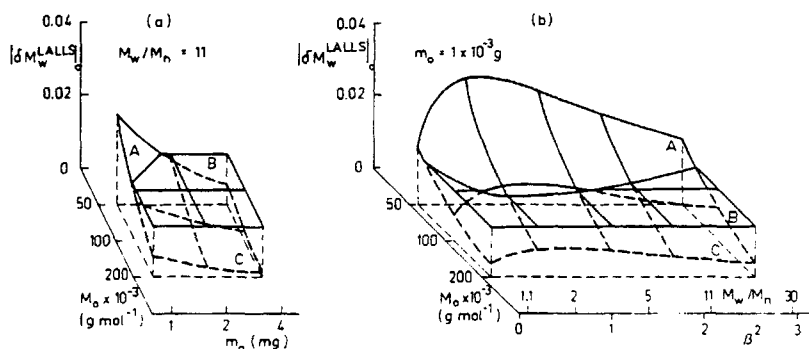 (a)
0.04
|δM_w^LALLS|_o
M_w/M_n = 11
0.02
A
B
0
50
100
C
200
M_o x 10^-3
(g mol^-1)
1
2
4
m_o (mg)
(b)
0.04
|δM_w^LALLS|_o
m_o = 1 x 10^-3 g
0.02
A
0
50
B
100
C
200
M_o x 10^-3
(g mol^-1)
1.1
2
5
11
M_w/M_n
30
0
1
2
3
β^2